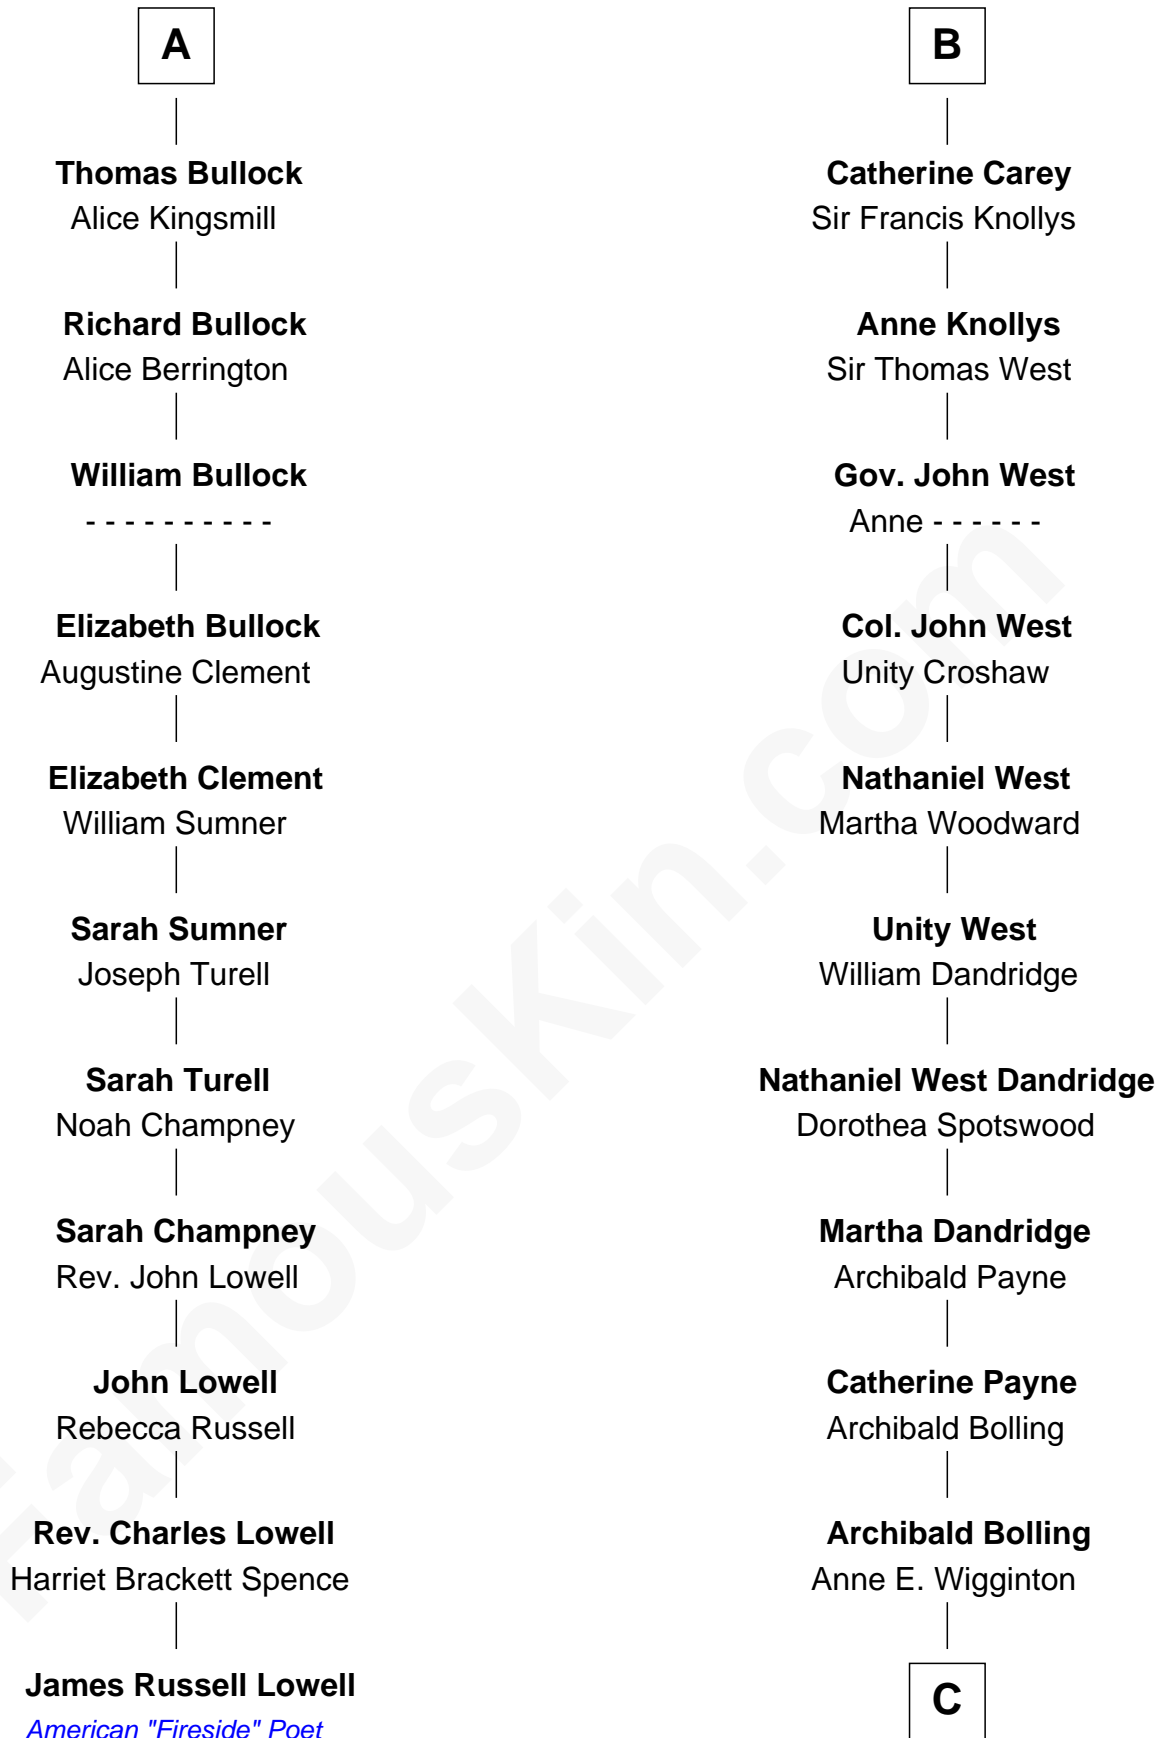 A
Thomas Bullock
Alice Kingsmill
Richard Bullock
Alice Berrington
William Bullock
- - - - - - - - - -
Elizabeth Bullock
Augustine Clement
Elizabeth Clement
William Sumner
Sarah Sumner
Joseph Turell
Sarah Turell
Noah Champney
Sarah Champney
Rev. John Lowell
John Lowell
Rebecca Russell
Rev. Charles Lowell
Harriet Brackett Spence
James Russell Lowell
American "Fireside" Poet
B
Catherine Carey
Sir Francis Knollys
Anne Knollys
Sir Thomas West
Gov. John West
Anne - - - - - -
Col. John West
Unity Croshaw
Nathaniel West
Martha Woodward
Unity West
William Dandridge
Nathaniel West Dandridge
Dorothea Spotswood
Martha Dandridge
Archibald Payne
Catherine Payne
Archibald Bolling
Archibald Bolling
Anne E. Wigginton
C
FamousKin.com